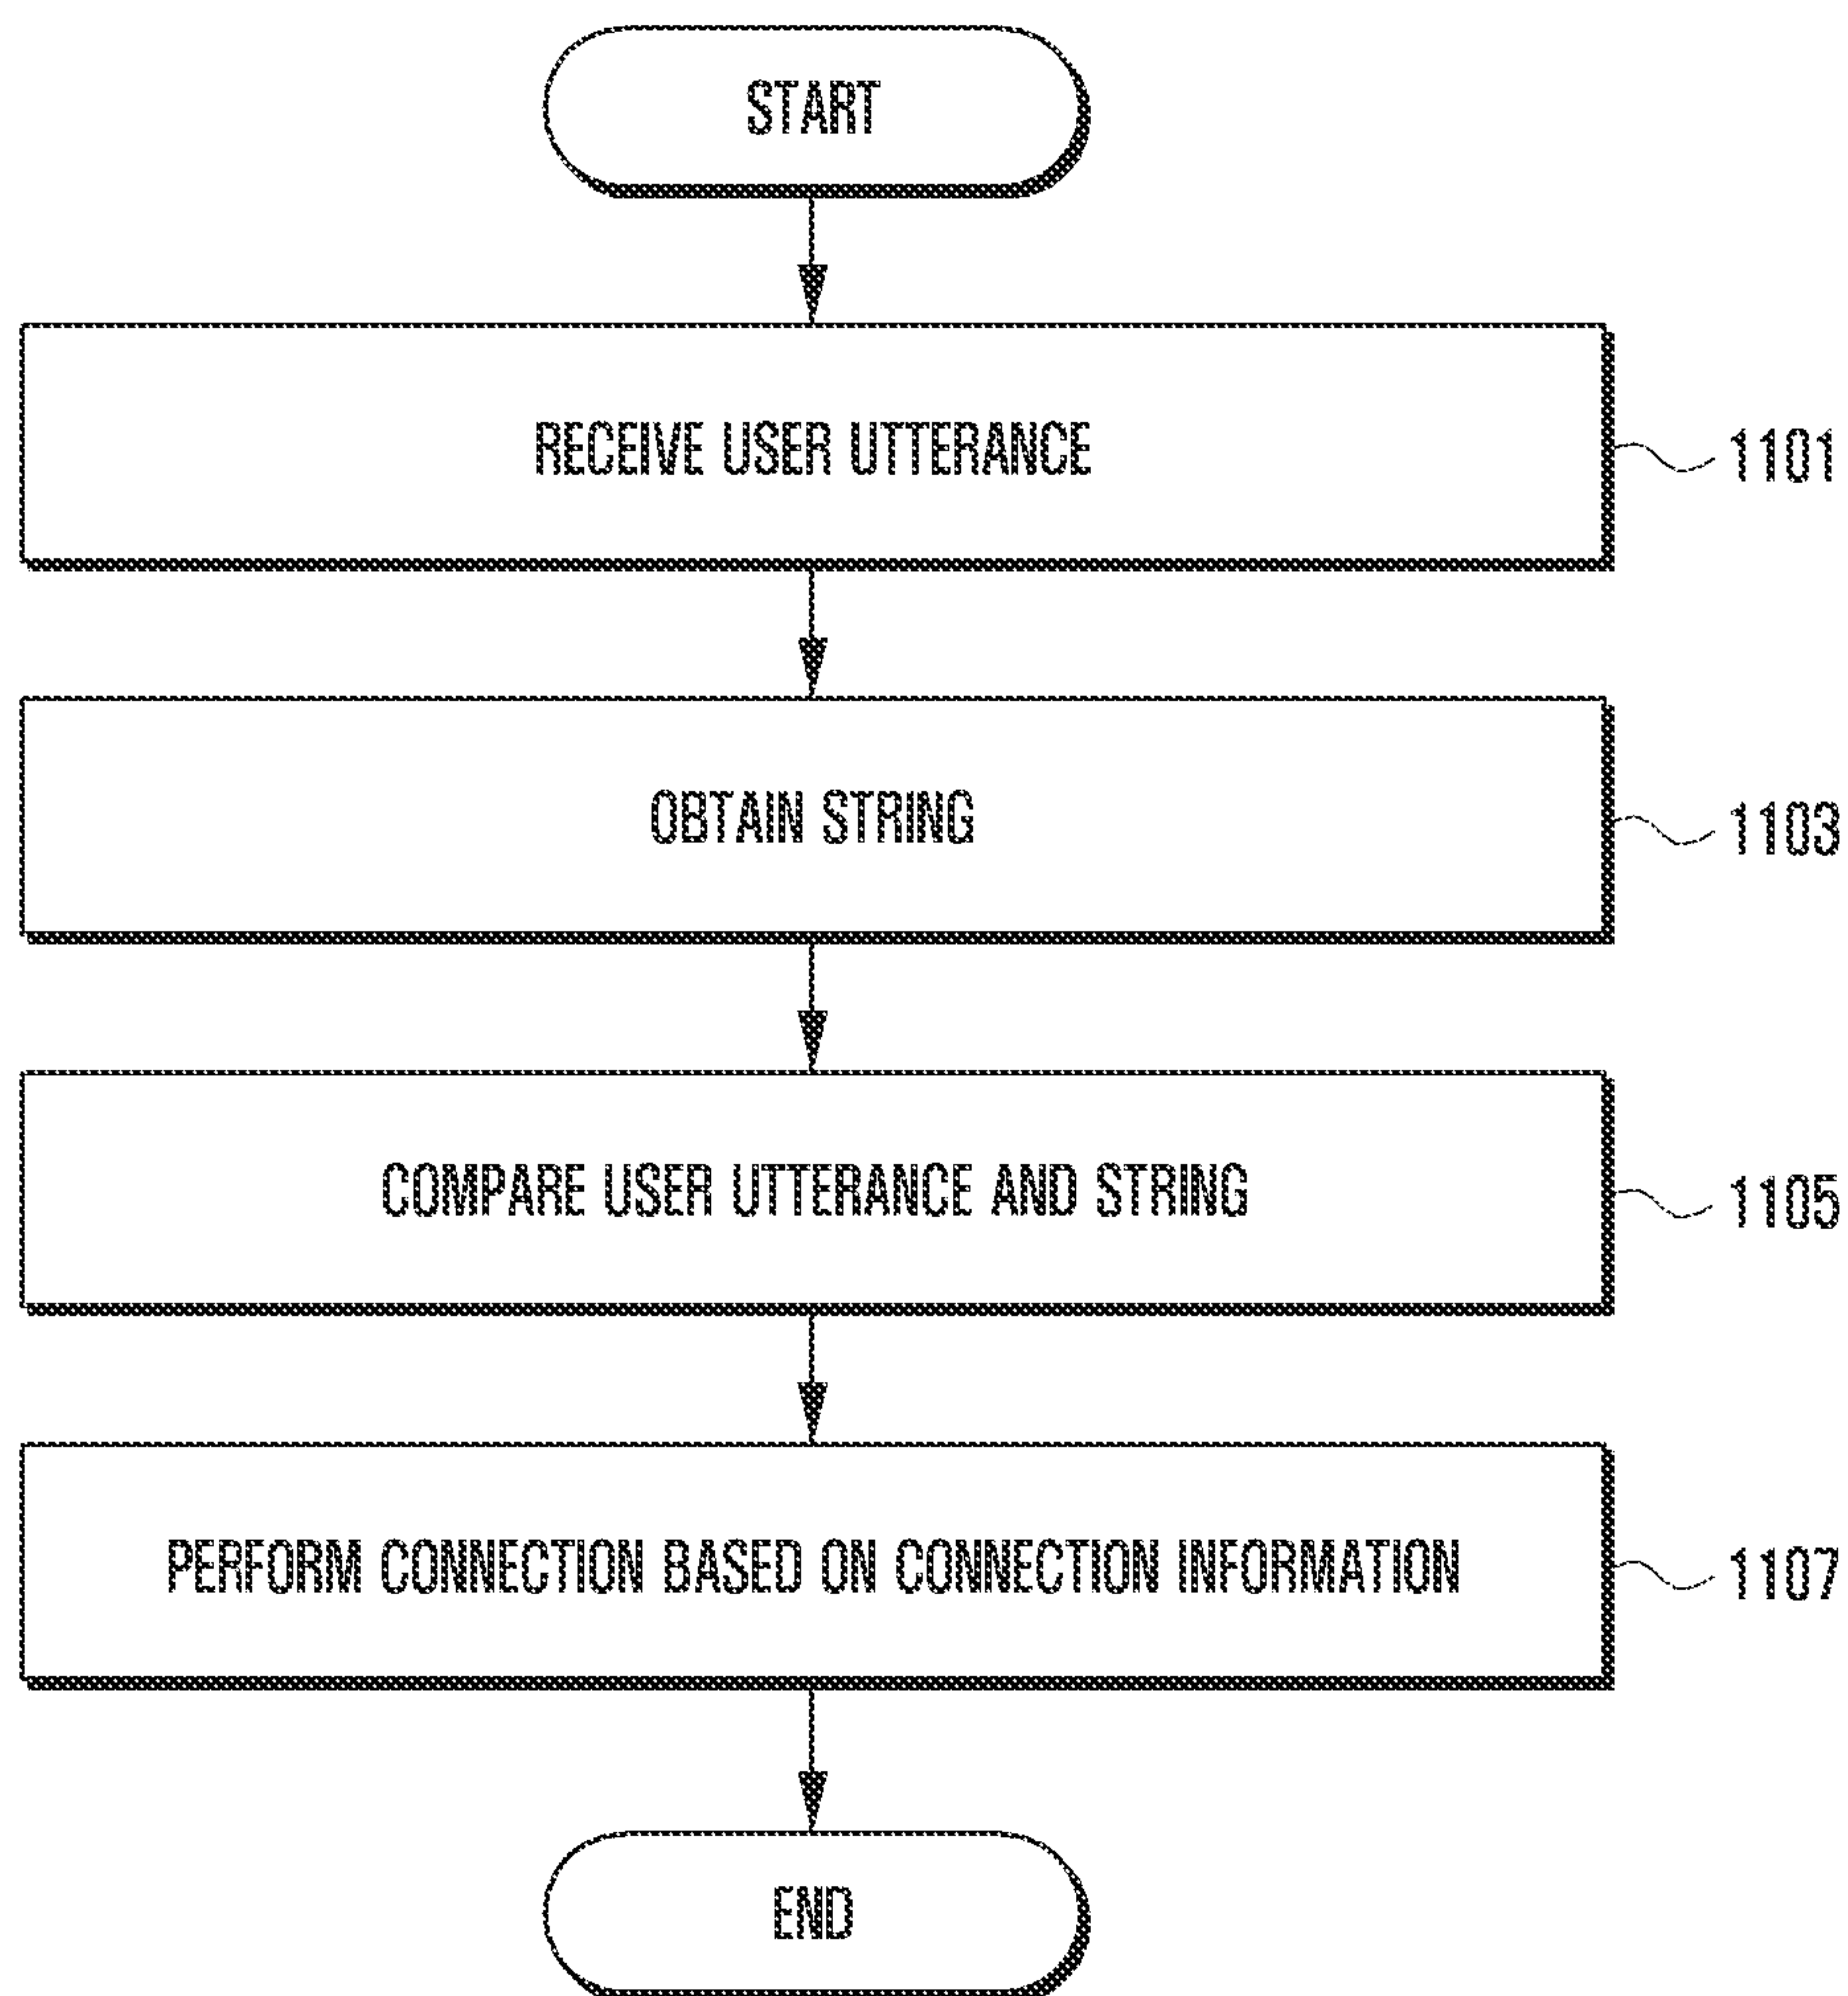 START
RECEIVE USER UTTERANCE
1101
OBTAIN STRING
1103
COMPARE USER UTTERANCE AND STRING
1105
PERFORM CONNECTION BASED ON CONNECTION INFORMATION
1107
END